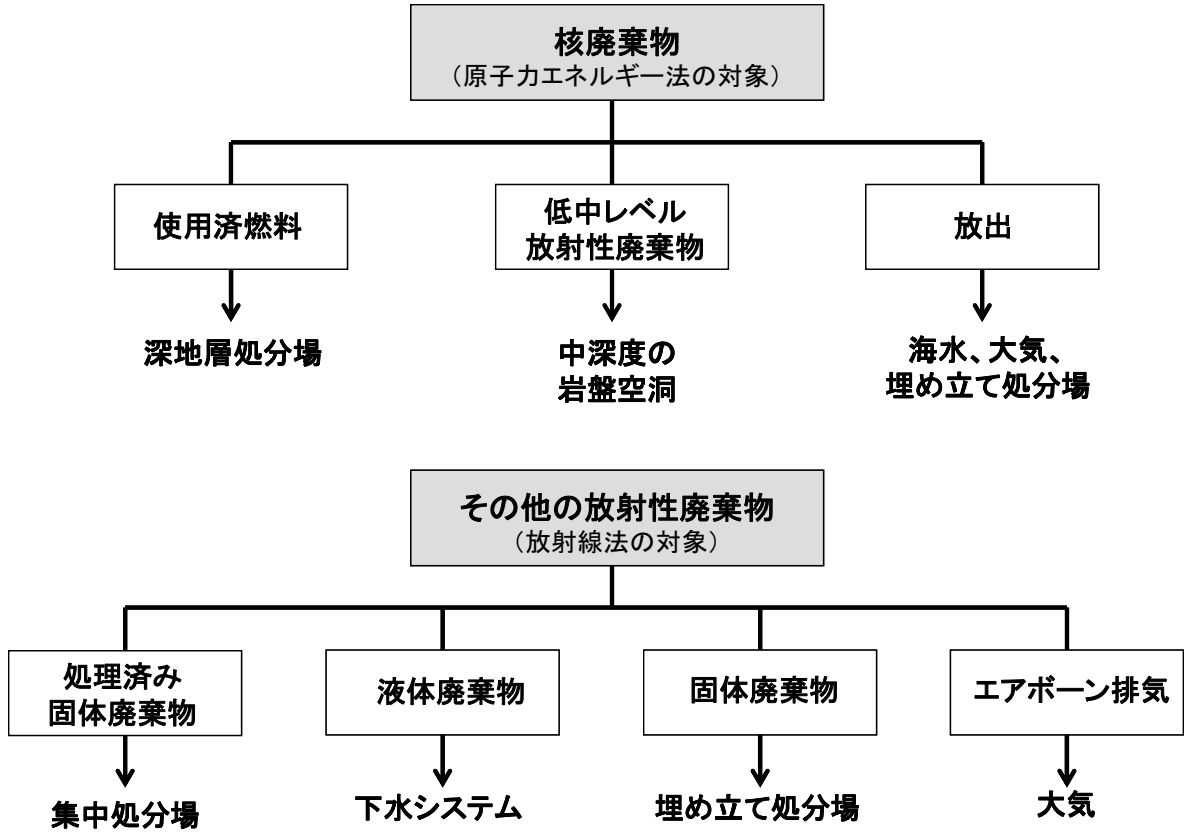 核廃棄物
（原子力エネルギー法の対象）
使用済燃料
低中レベル
放射性廃棄物
放出
深地層処分場
中深度の
岩盤空洞
海水、大気、
埋め立て処分場
その他の放射性廃棄物
（放射線法の対象）
処理済み
固体廃棄物
液体廃棄物
固体廃棄物
エアボーン排気
集中処分場
下水システム
埋め立て処分場
大気